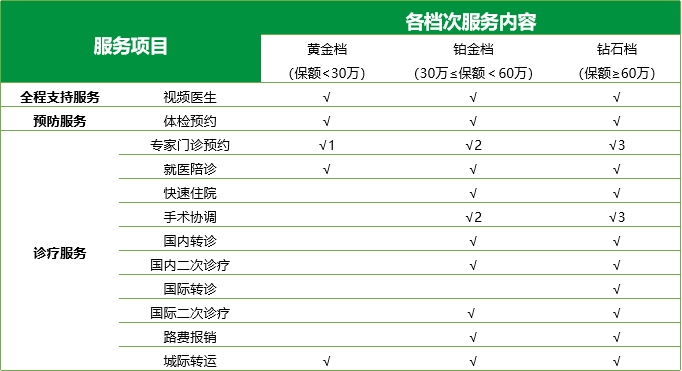 服务项目 各档次服务内容
黄金档 铂金档 钻石档
(保额<30万) (30万≤保额<60万) (保额≥60万)
全程支持服务 视频医生 √ √ √
预防服务 体检预约 √ √ √
诊疗服务 专家门诊预约 √1 √2 √3
就医陪诊 √ √ √
快速住院 √ √
手术协调 √2 √3
国内转诊 √ √
国内二次诊疗 √ √
国际转诊 √
国际二次诊疗 √ √
路费报销 √ √
城际转运 √ √ √